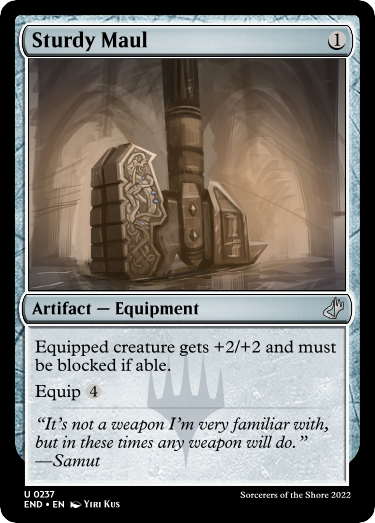 Sturdy Maul 1
Artifact — Equipment
Equipped creature gets +2/+2 and must
be blocked if able.
Equip 4
“It’s not a weapon I’m very familiar with,
but in these times any weapon will do.”
—Samut
U 0237
END • EN Yiri Kus
Sorcerers of the Shore 2022